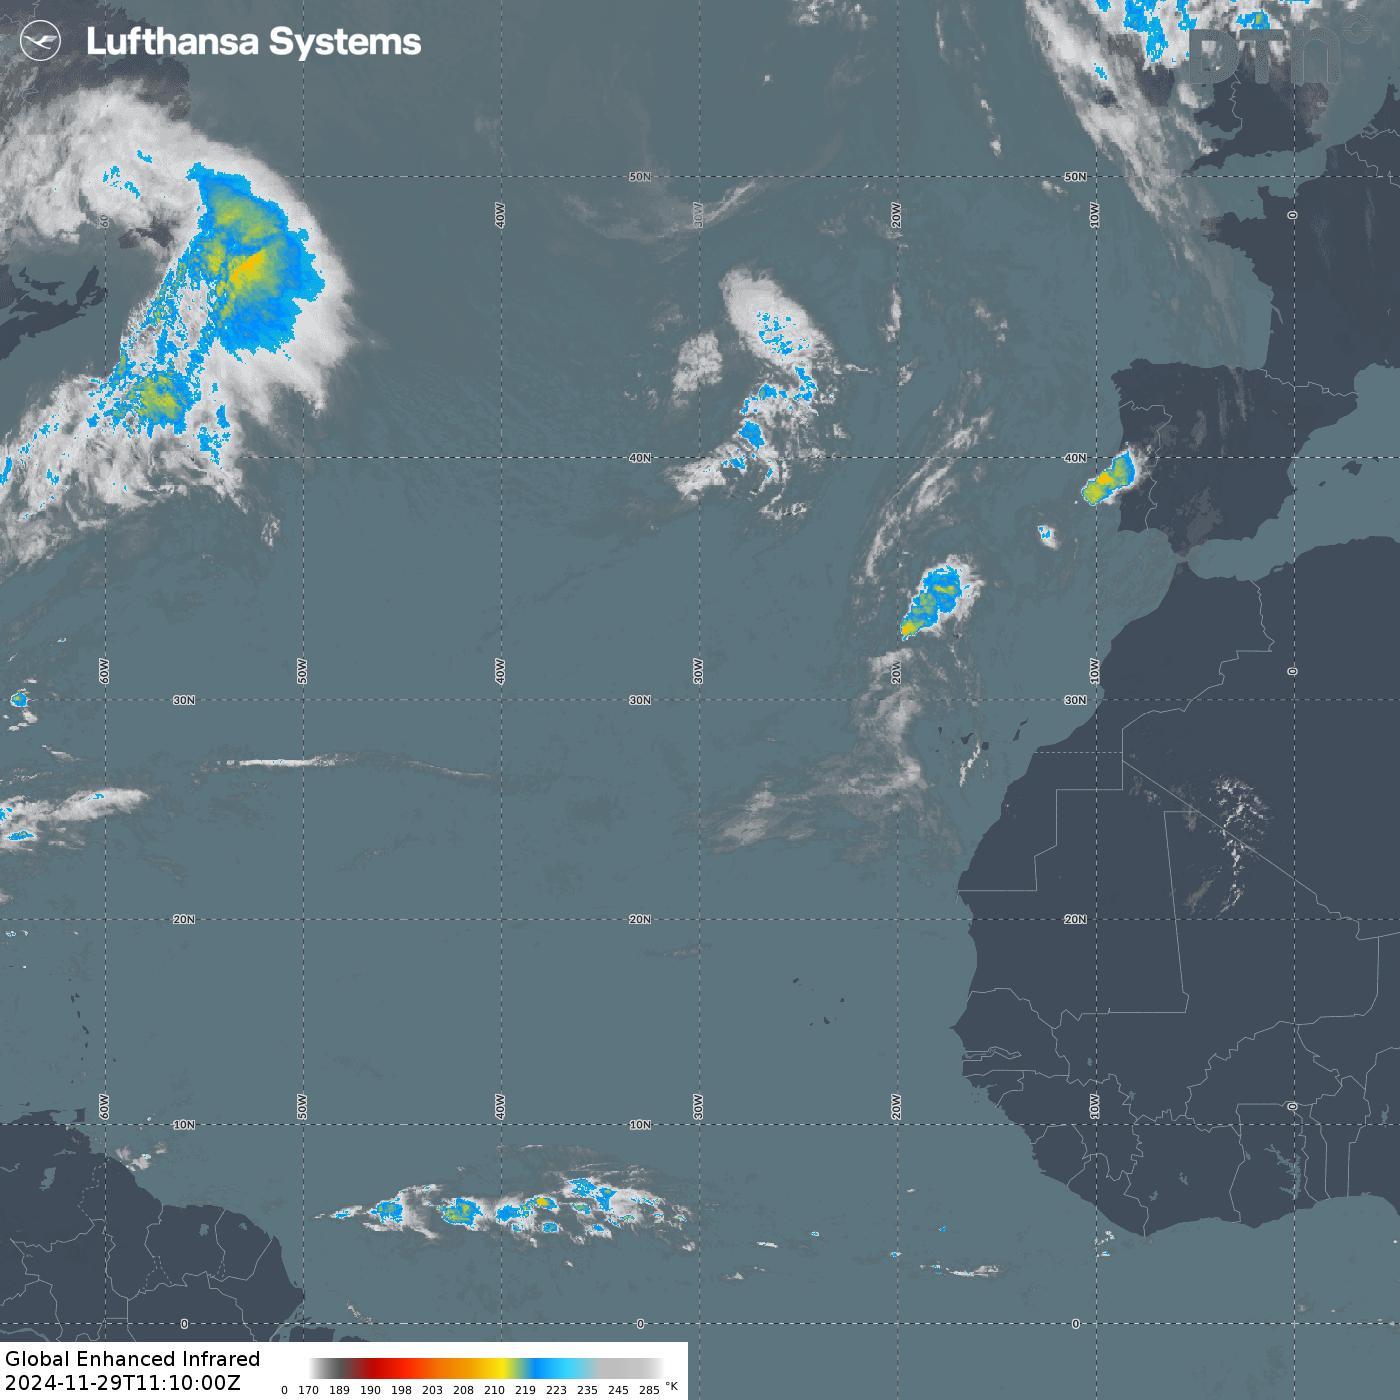 Lufthansa Systems
DTN
50N 50N
60 40W 30W 20W 10W 0
40N 40N
60W 50W 40W 30W 20W 10W 0
30N 30N 30N
20N 20N 20N
60W 50W 40W 30W 20W 10W 0
10N 10N 10N
0 0 0
Global Enhanced Infrared
2024-11-29T11:10:00Z
0 170 189 190 198 203 208 210 219 223 235 245 285 °K